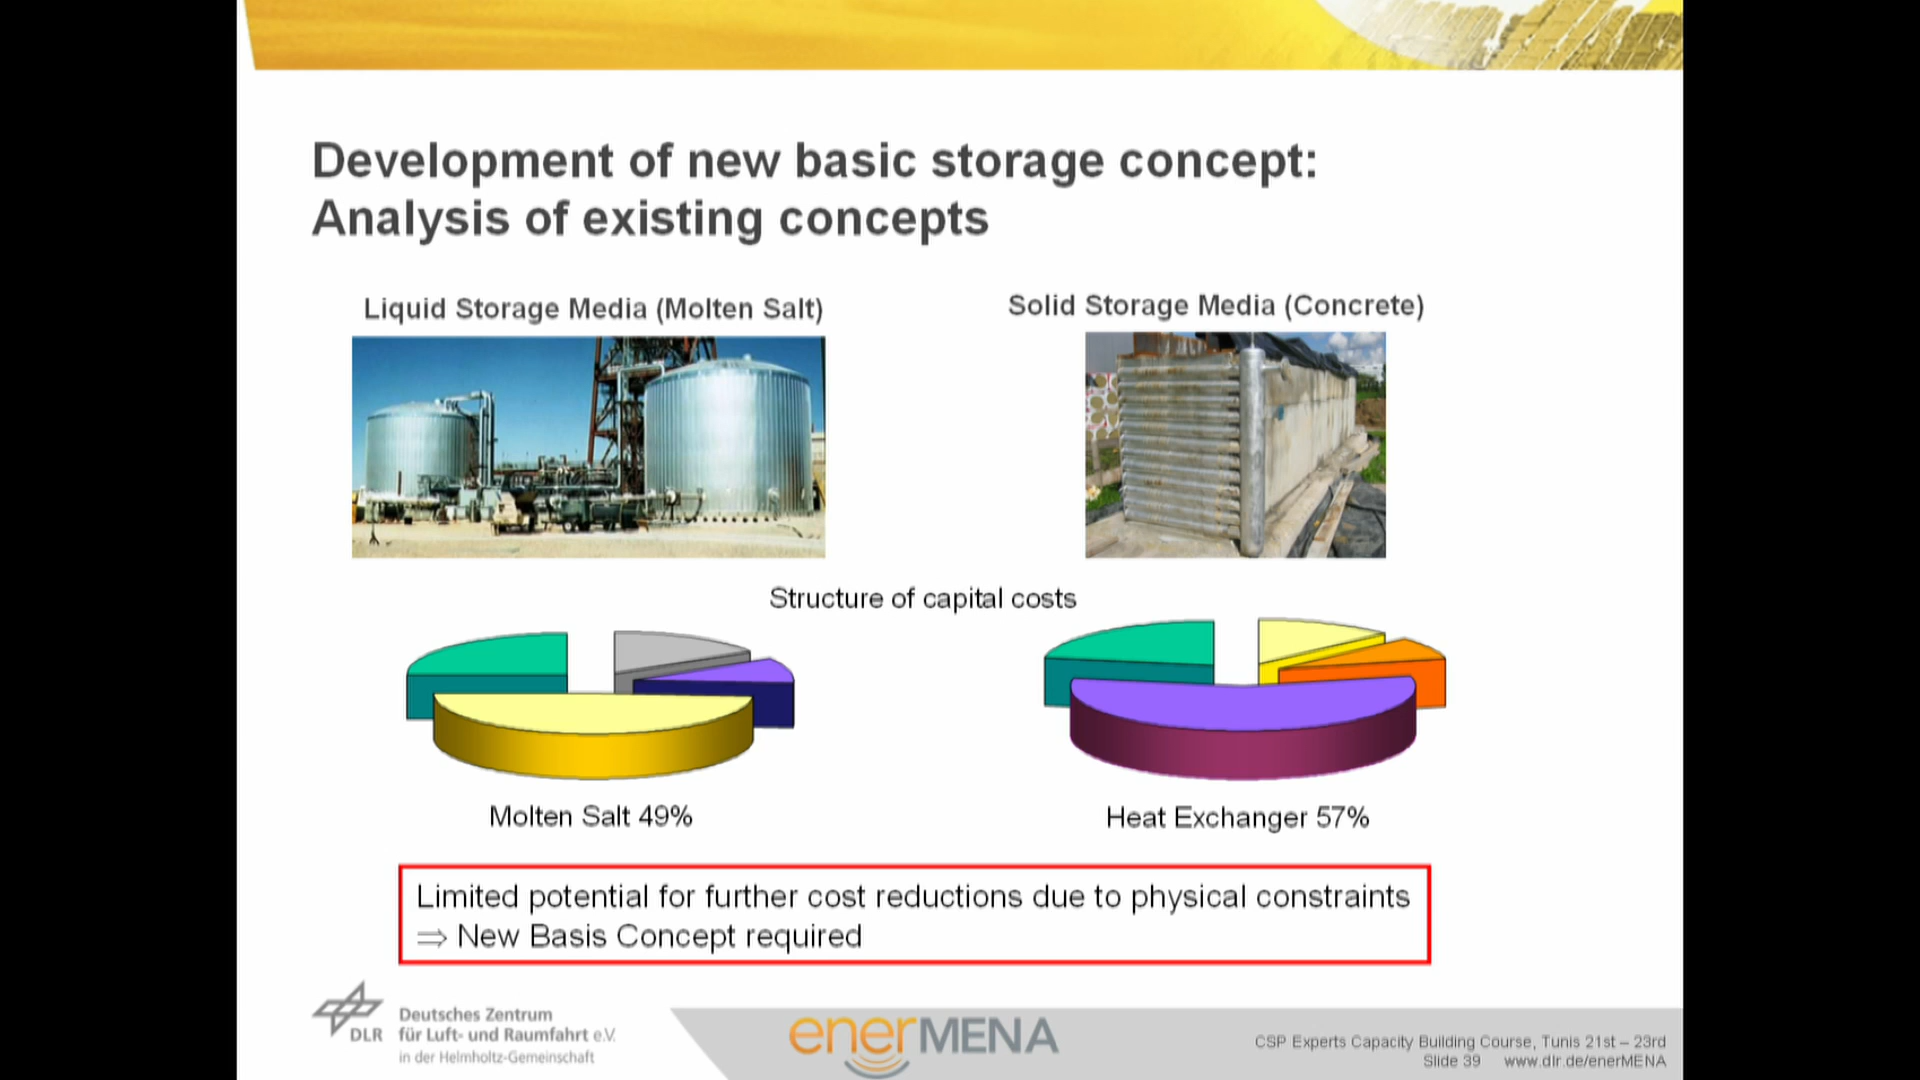 Development of new basic storage concept:
Analysis of existing concepts
Liquid Storage Media (Molten Salt)
Solid Storage Media (Concrete)
Structure of capital costs
Molten Salt 49%
Heat Exchanger 57%
Limited potential for further cost reductions due to physical constraints
⇒ New Basis Concept required
DLR
Deutsches Zentrum
für Luft- und Raumfahrt e.V.
in der Helmholtz-Gemeinschaft
enerMENA
CSP Experts Capacity Building Course, Tunis 21st – 23rd
Slide 39 www.dlr.de/enerMENA